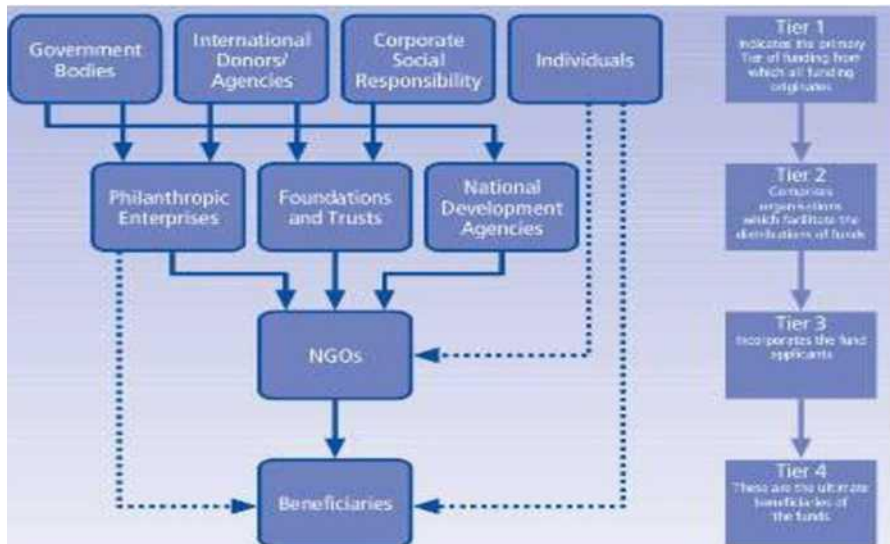 Government
Bodies
International
Donors/
Agencies
Corporate
Social
Responsibility
Individuals
Tier 1
Indicates the primary
Tier of funding from
which all funding
originates
Philanthropic
Enterprises
Foundations
and Trusts
National
Development
Agencies
Tier 2
Comprises
organisations
which facilitate the
distributions of funds
NGOs
Tier 3
Incorporates the fund
applicants
Beneficiaries
Tier 4
These are the ultimate
beneficiaries of
the funds